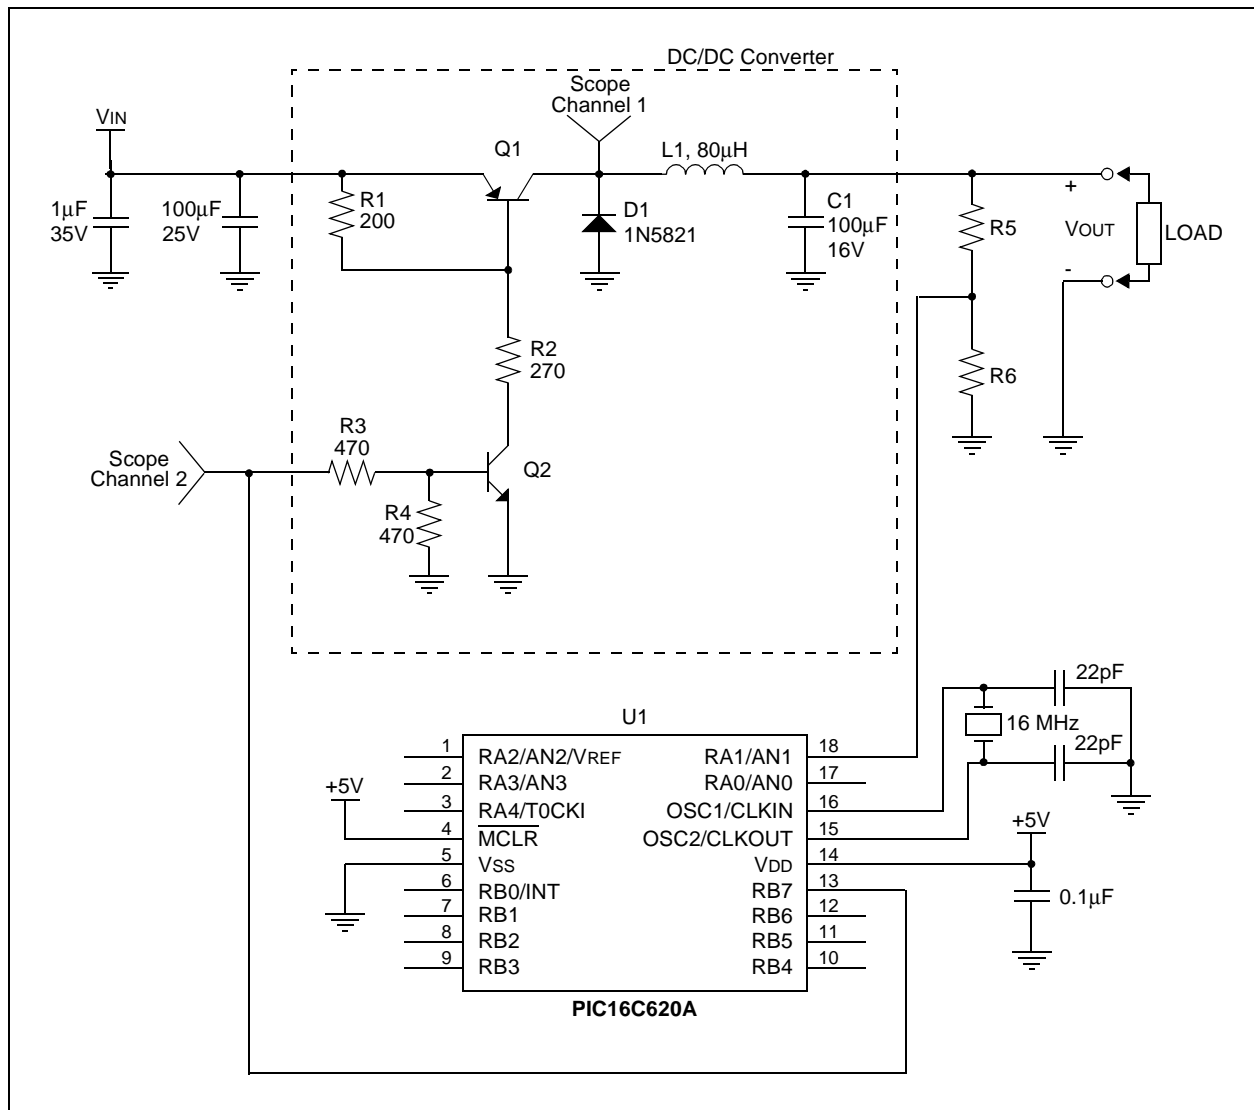 DC/DC Converter
Scope
Channel 1
VIN
Q1
L1, 80μH
1μF
35V
100μF
25V
R1
200
D1
1N5821
C1
100μF
16V
+
VOUT
-
R5
LOAD
R2
270
R6
R3
470
Scope
Channel 2
Q2
R4
470
22pF
16 MHz
22pF
U1
1
RA2/AN2/VREF
RA1/AN1
18
2
RA3/AN3
RA0/AN0
17
+5V
3
RA4/T0CKI
OSC1/CLKIN
16
4
MCLR
OSC2/CLKOUT
15
+5V
5
VSS
VDD
14
6
RB0/INT
RB7
13
0.1μF
7
RB1
RB6
12
8
RB2
RB5
11
9
RB3
RB4
10
PIC16C620A